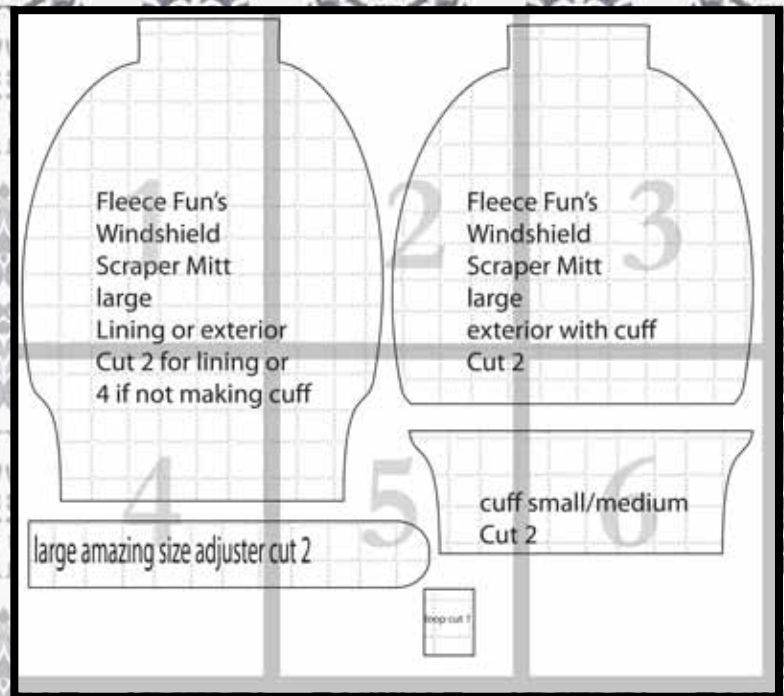 1
Fleece Fun's
Windshield
Scraper Mitt
large
Lining or exterior
Cut 2 for lining or
4 if not making cuff
2
3
Fleece Fun's
Windshield
Scraper Mitt
large
exterior with cuff
Cut 2
4
large amazing size adjuster cut 2
5
6
cuff small/medium
Cut 2
loop cut 1